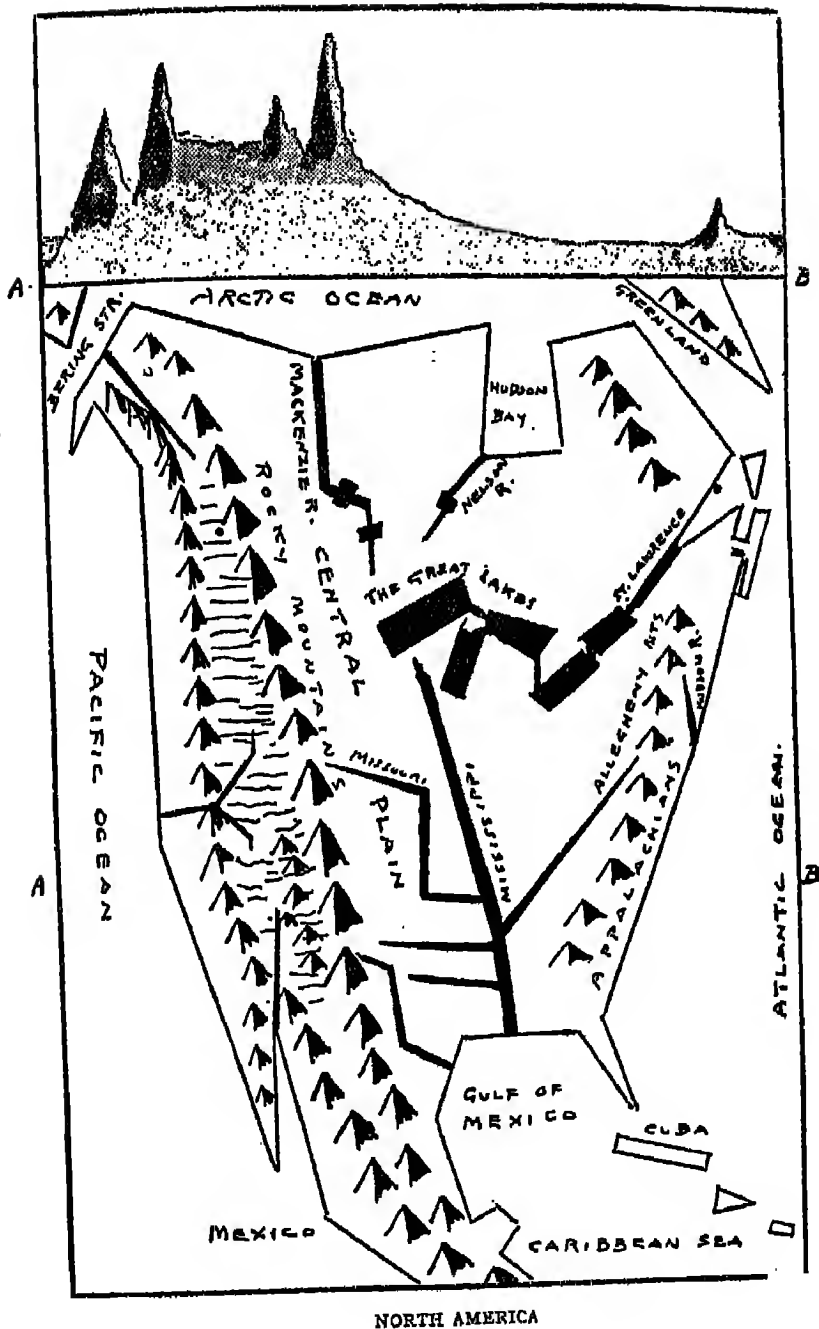 A.
B
ARCTIC OCEAN
BERING STR.
GREENLAND
HUDSON
BAY.
MACKENZIE R.
NELSON
R.
ROCKY MOUNTAINS
CENTRAL
PLAIN
THE GREAT LAKES
ST. LAWRENCE
PACIFIC OCEAN
ALLEGHENY MTS
HUDSON R.
MISSOURI
MISSISSIPPI
APPALACHIANS
ATLANTIC OCEAN.
A
B
GULF OF
MEXICO
CUBA
MEXICO
CARIBBEAN SEA
NORTH AMERICA